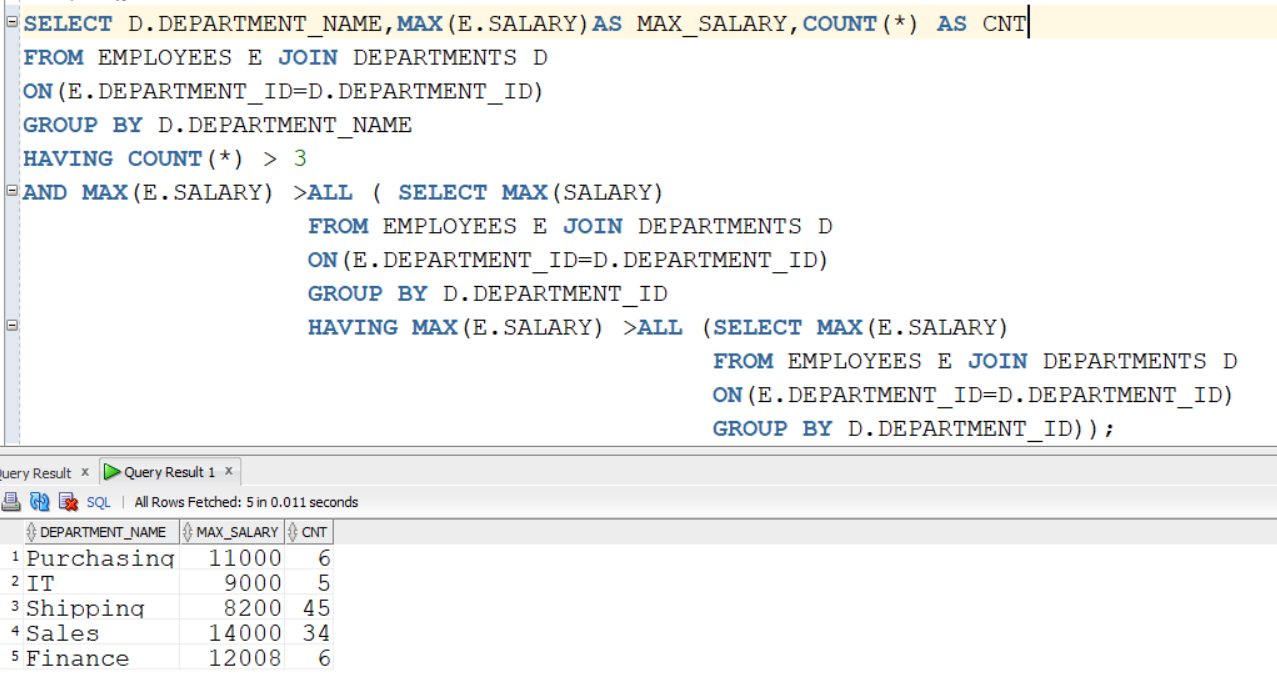 SELECT D.DEPARTMENT_NAME,MAX(E.SALARY)AS MAX_SALARY,COUNT(*) AS CNT
FROM EMPLOYEES E JOIN DEPARTMENTS D
ON(E.DEPARTMENT_ID=D.DEPARTMENT_ID)
GROUP BY D.DEPARTMENT_NAME
HAVING COUNT(*) > 3
AND MAX(E.SALARY) >ALL ( SELECT MAX(SALARY)
FROM EMPLOYEES E JOIN DEPARTMENTS D
ON(E.DEPARTMENT_ID=D.DEPARTMENT_ID)
GROUP BY D.DEPARTMENT_ID
HAVING MAX(E.SALARY) >ALL (SELECT MAX(E.SALARY)
FROM EMPLOYEES E JOIN DEPARTMENTS D
ON(E.DEPARTMENT_ID=D.DEPARTMENT_ID)
GROUP BY D.DEPARTMENT_ID));
uery Result x Query Result 1 x
SQL | All Rows Fetched: 5 in 0.011 seconds
DEPARTMENT_NAME MAX_SALARY CNT
1 Purchasing 11000 6
2 IT 9000 5
3 Shipping 8200 45
4 Sales 14000 34
5 Finance 12008 6